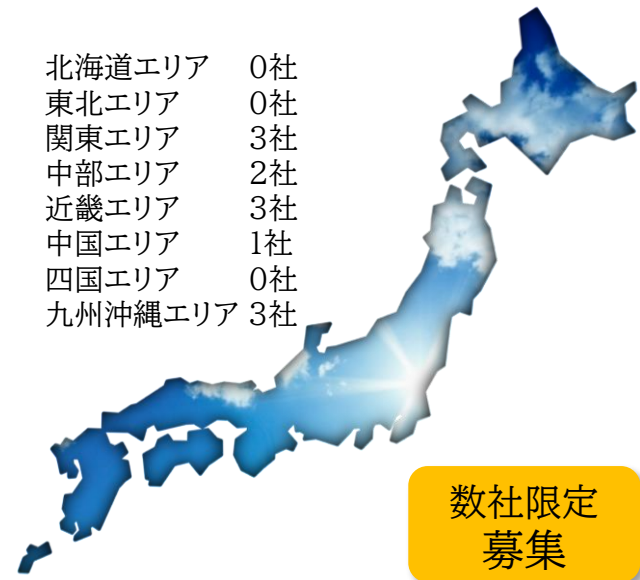 北海道エリア 0社
東北エリア 0社
関東エリア 3社
中部エリア 2社
近畿エリア 3社
中国エリア 1社
四国エリア 0社
九州沖縄エリア 3社
数社限定
募集